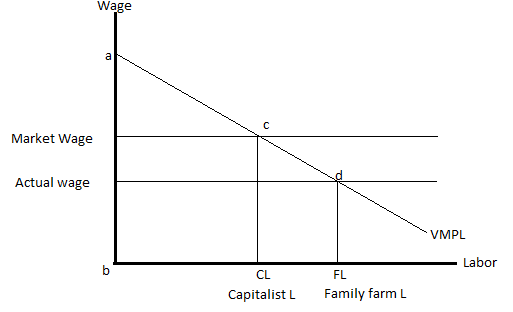 Wage
a
c
Market Wage
d
Actual wage
VMPL
b
Labor
CL
FL
Capitalist L
Family farm L